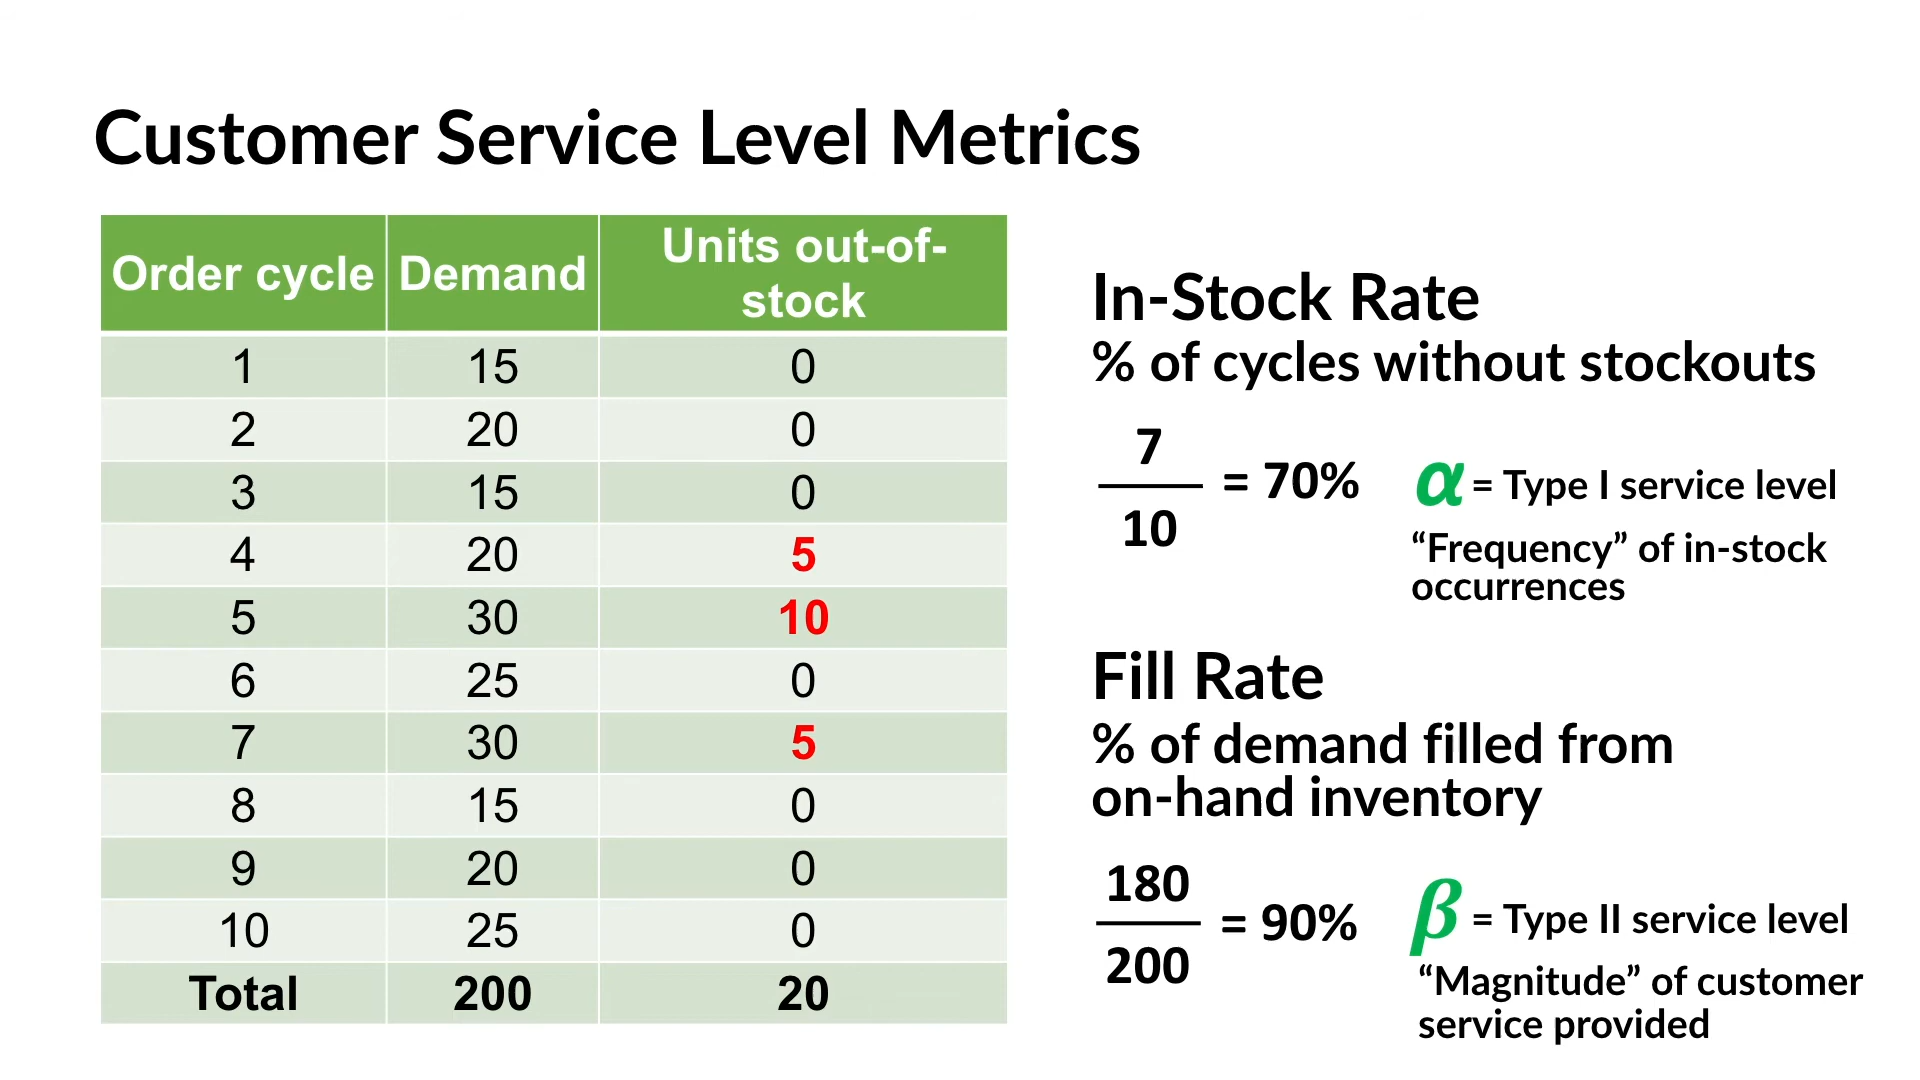 Customer Service Level Metrics
Order cycle Demand Units out-of-
stock
1 15 0
2 20 0
3 15 0
4 20 5
5 30 10
6 25 0
7 30 5
8 15 0
9 20 0
10 25 0
Total 200 20
In-Stock Rate
% of cycles without stockouts
7
10
= 70%
α = Type I service level
“Frequency” of in-stock
occurrences
Fill Rate
% of demand filled from
on-hand inventory
180
200
= 90%
β = Type II service level
“Magnitude” of customer
service provided